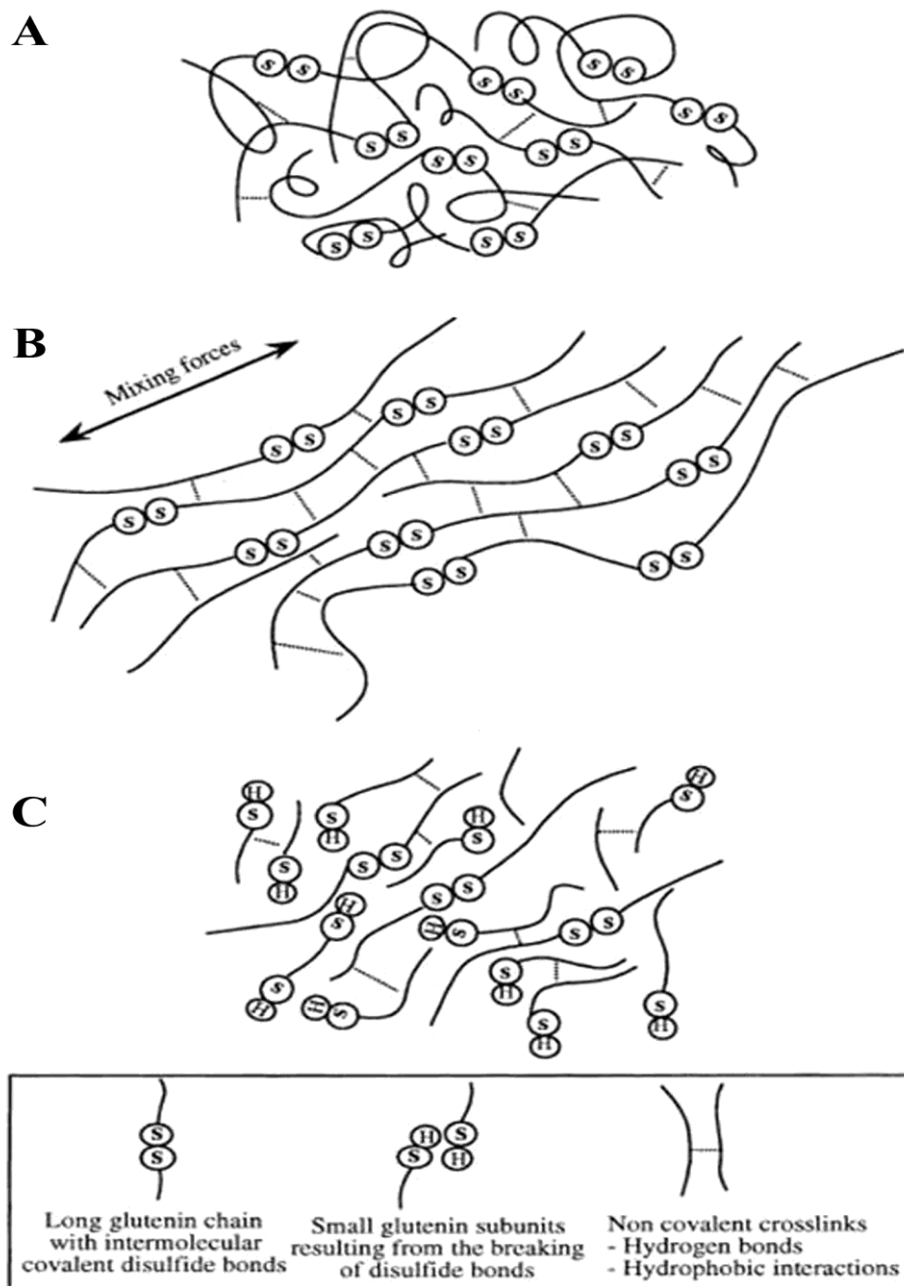 A
S S
S S
S S
S S
S S
S S
S S
S S
S S
B
Mixing forces
S S
S S
S S
S S
S S
S S
S S
S S
S S
S S
C
H S
H S
S H
H S
S S
S H
S S
H S
H S
S S
S H
S H
H S
S H
S H
S
S
H S
S H
Long glutenin chain
with intermolecular
covalent disulfide bonds
Small glutenin subunits
resulting from the breaking
of disulfide bonds
Non covalent crosslinks
- Hydrogen bonds
- Hydrophobic interactions